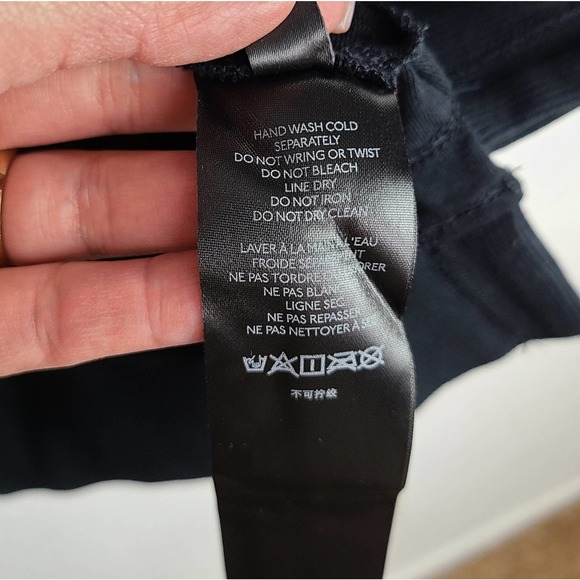 HAND WASH COLD
SEPARATELY
DO NOT WRING OR TWIST
DO NOT BLEACH
LINE DRY
DO NOT IRON
DO NOT DRY CLEAN
LAVER À LA MAIN L'EAU
FROIDE
NE PAS TORDRE
NE PAS
LIGNE
NE PAS REPASSER
NE PAS NETTOYER À
不可拧绞